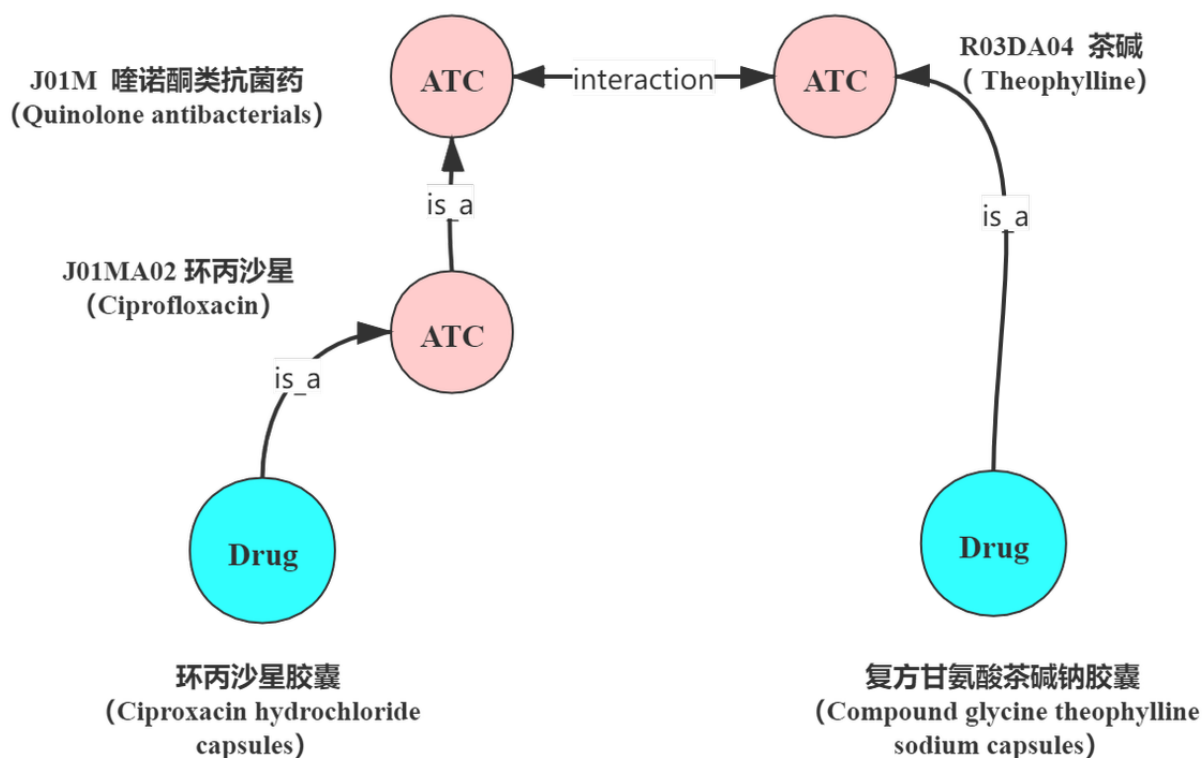 J01M 喹诺酮类抗菌药
（Quinolone antibacterials）
ATC
interaction
ATC
R03DA04 茶碱
（ Theophylline）
is_a
is_a
J01MA02 环丙沙星
（Ciprofloxacin）
ATC
is_a
Drug
Drug
环丙沙星胶囊
（Ciproxacin hydrochloride
capsules）
复方甘氨酸茶碱钠胶囊
（Compound glycine theophylline
sodium capsules）